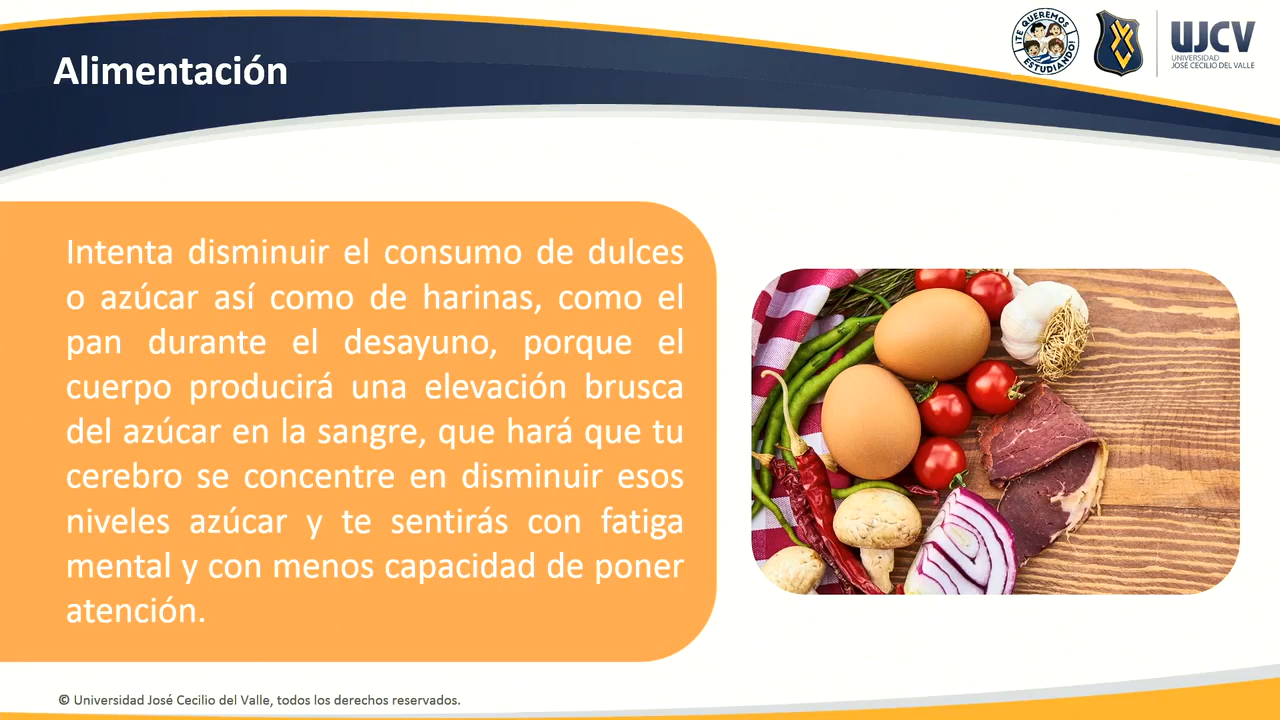 Alimentación
¡TE QUEREMOS
ESTUDIANDO!
UJCV
UNIVERSIDAD
JOSÉ CECILIO DEL VALLE
Intenta disminuir el consumo de dulces
o azúcar así como de harinas, como el
pan durante el desayuno, porque el
cuerpo producirá una elevación brusca
del azúcar en la sangre, que hará que tu
cerebro se concentre en disminuir esos
niveles azúcar y te sentirás con fatiga
mental y con menos capacidad de poner
atención.
© Universidad José Cecilio del Valle, todos los derechos reservados.